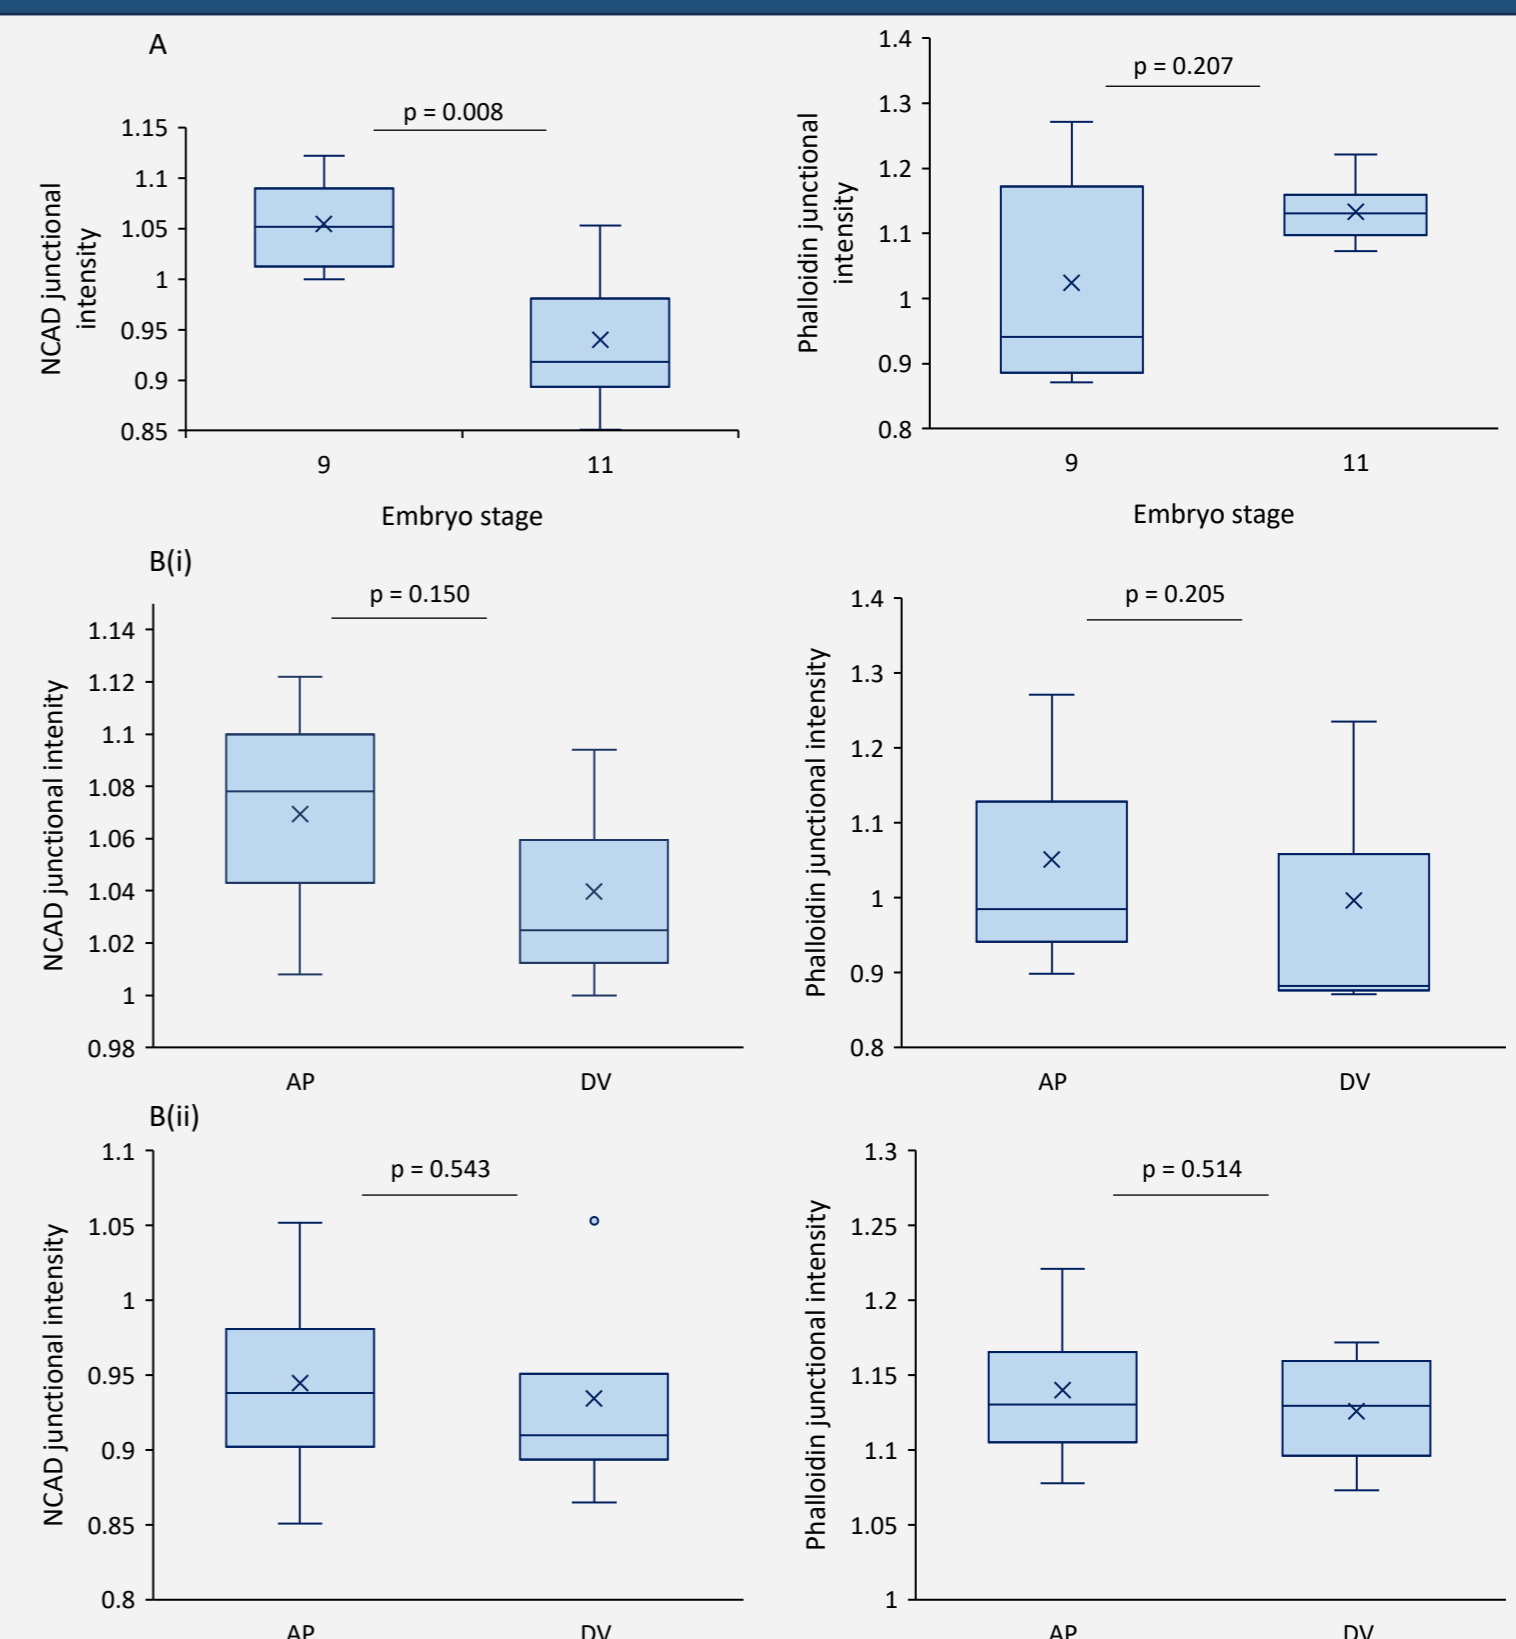 A
p = 0.008
NCAD junctional
intensity
1.15
1.1
1.05
1
0.95
0.9
0.85
9
11
Embryo stage
p = 0.207
Phalloidin junctional
intensity
1.4
1.3
1.2
1.1
1
0.9
0.8
9
11
Embryo stage
B(i)
p = 0.150
NCAD junctional intenity
1.14
1.12
1.1
1.08
1.06
1.04
1.02
1
0.98
AP
DV
p = 0.205
Phalloidin junctional intensity
1.4
1.3
1.2
1.1
1
0.9
0.8
AP
DV
B(ii)
p = 0.543
NCAD junctional intensity
1.1
1.05
1
0.95
0.9
0.85
0.8
AP
DV
p = 0.514
Phalloidin junctional intensity
1.3
1.25
1.2
1.15
1.1
1.05
1
AP
DV